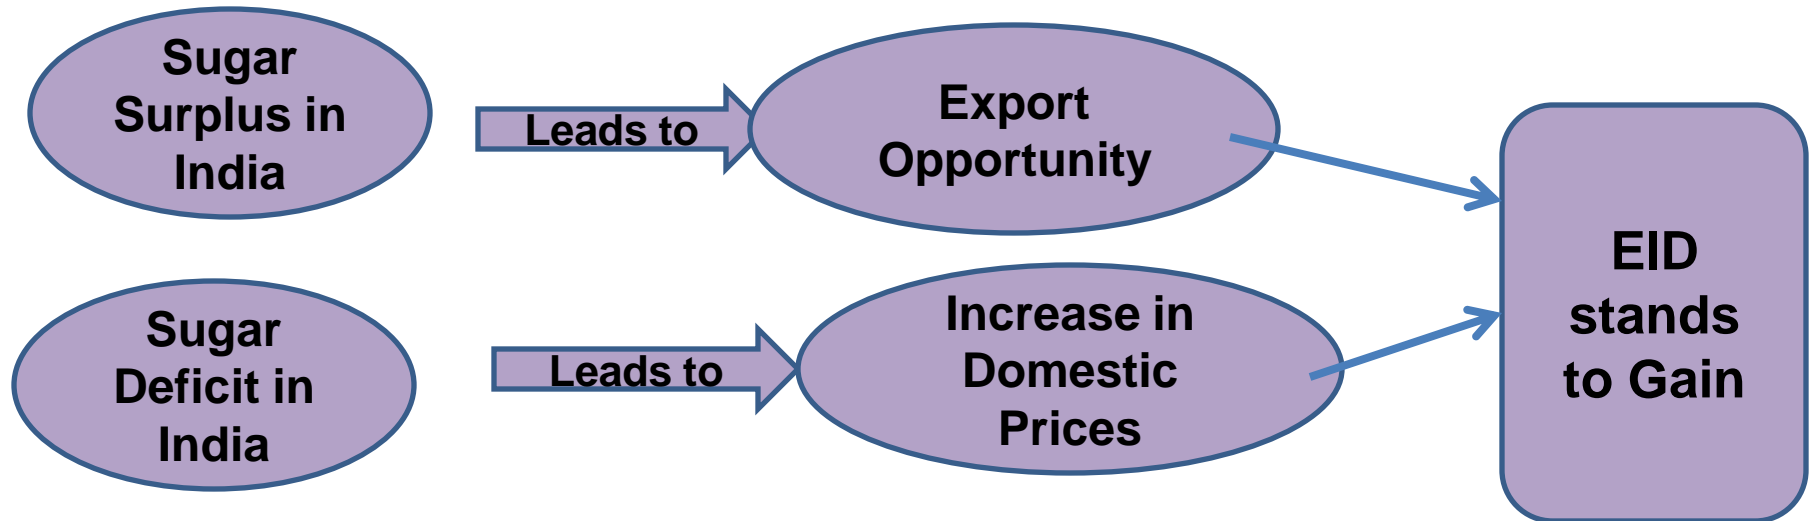 Sugar
Surplus in
India
Leads to
Export
Opportunity
Sugar
Deficit in
India
Leads to
Increase in
Domestic
Prices
EID
stands
to Gain